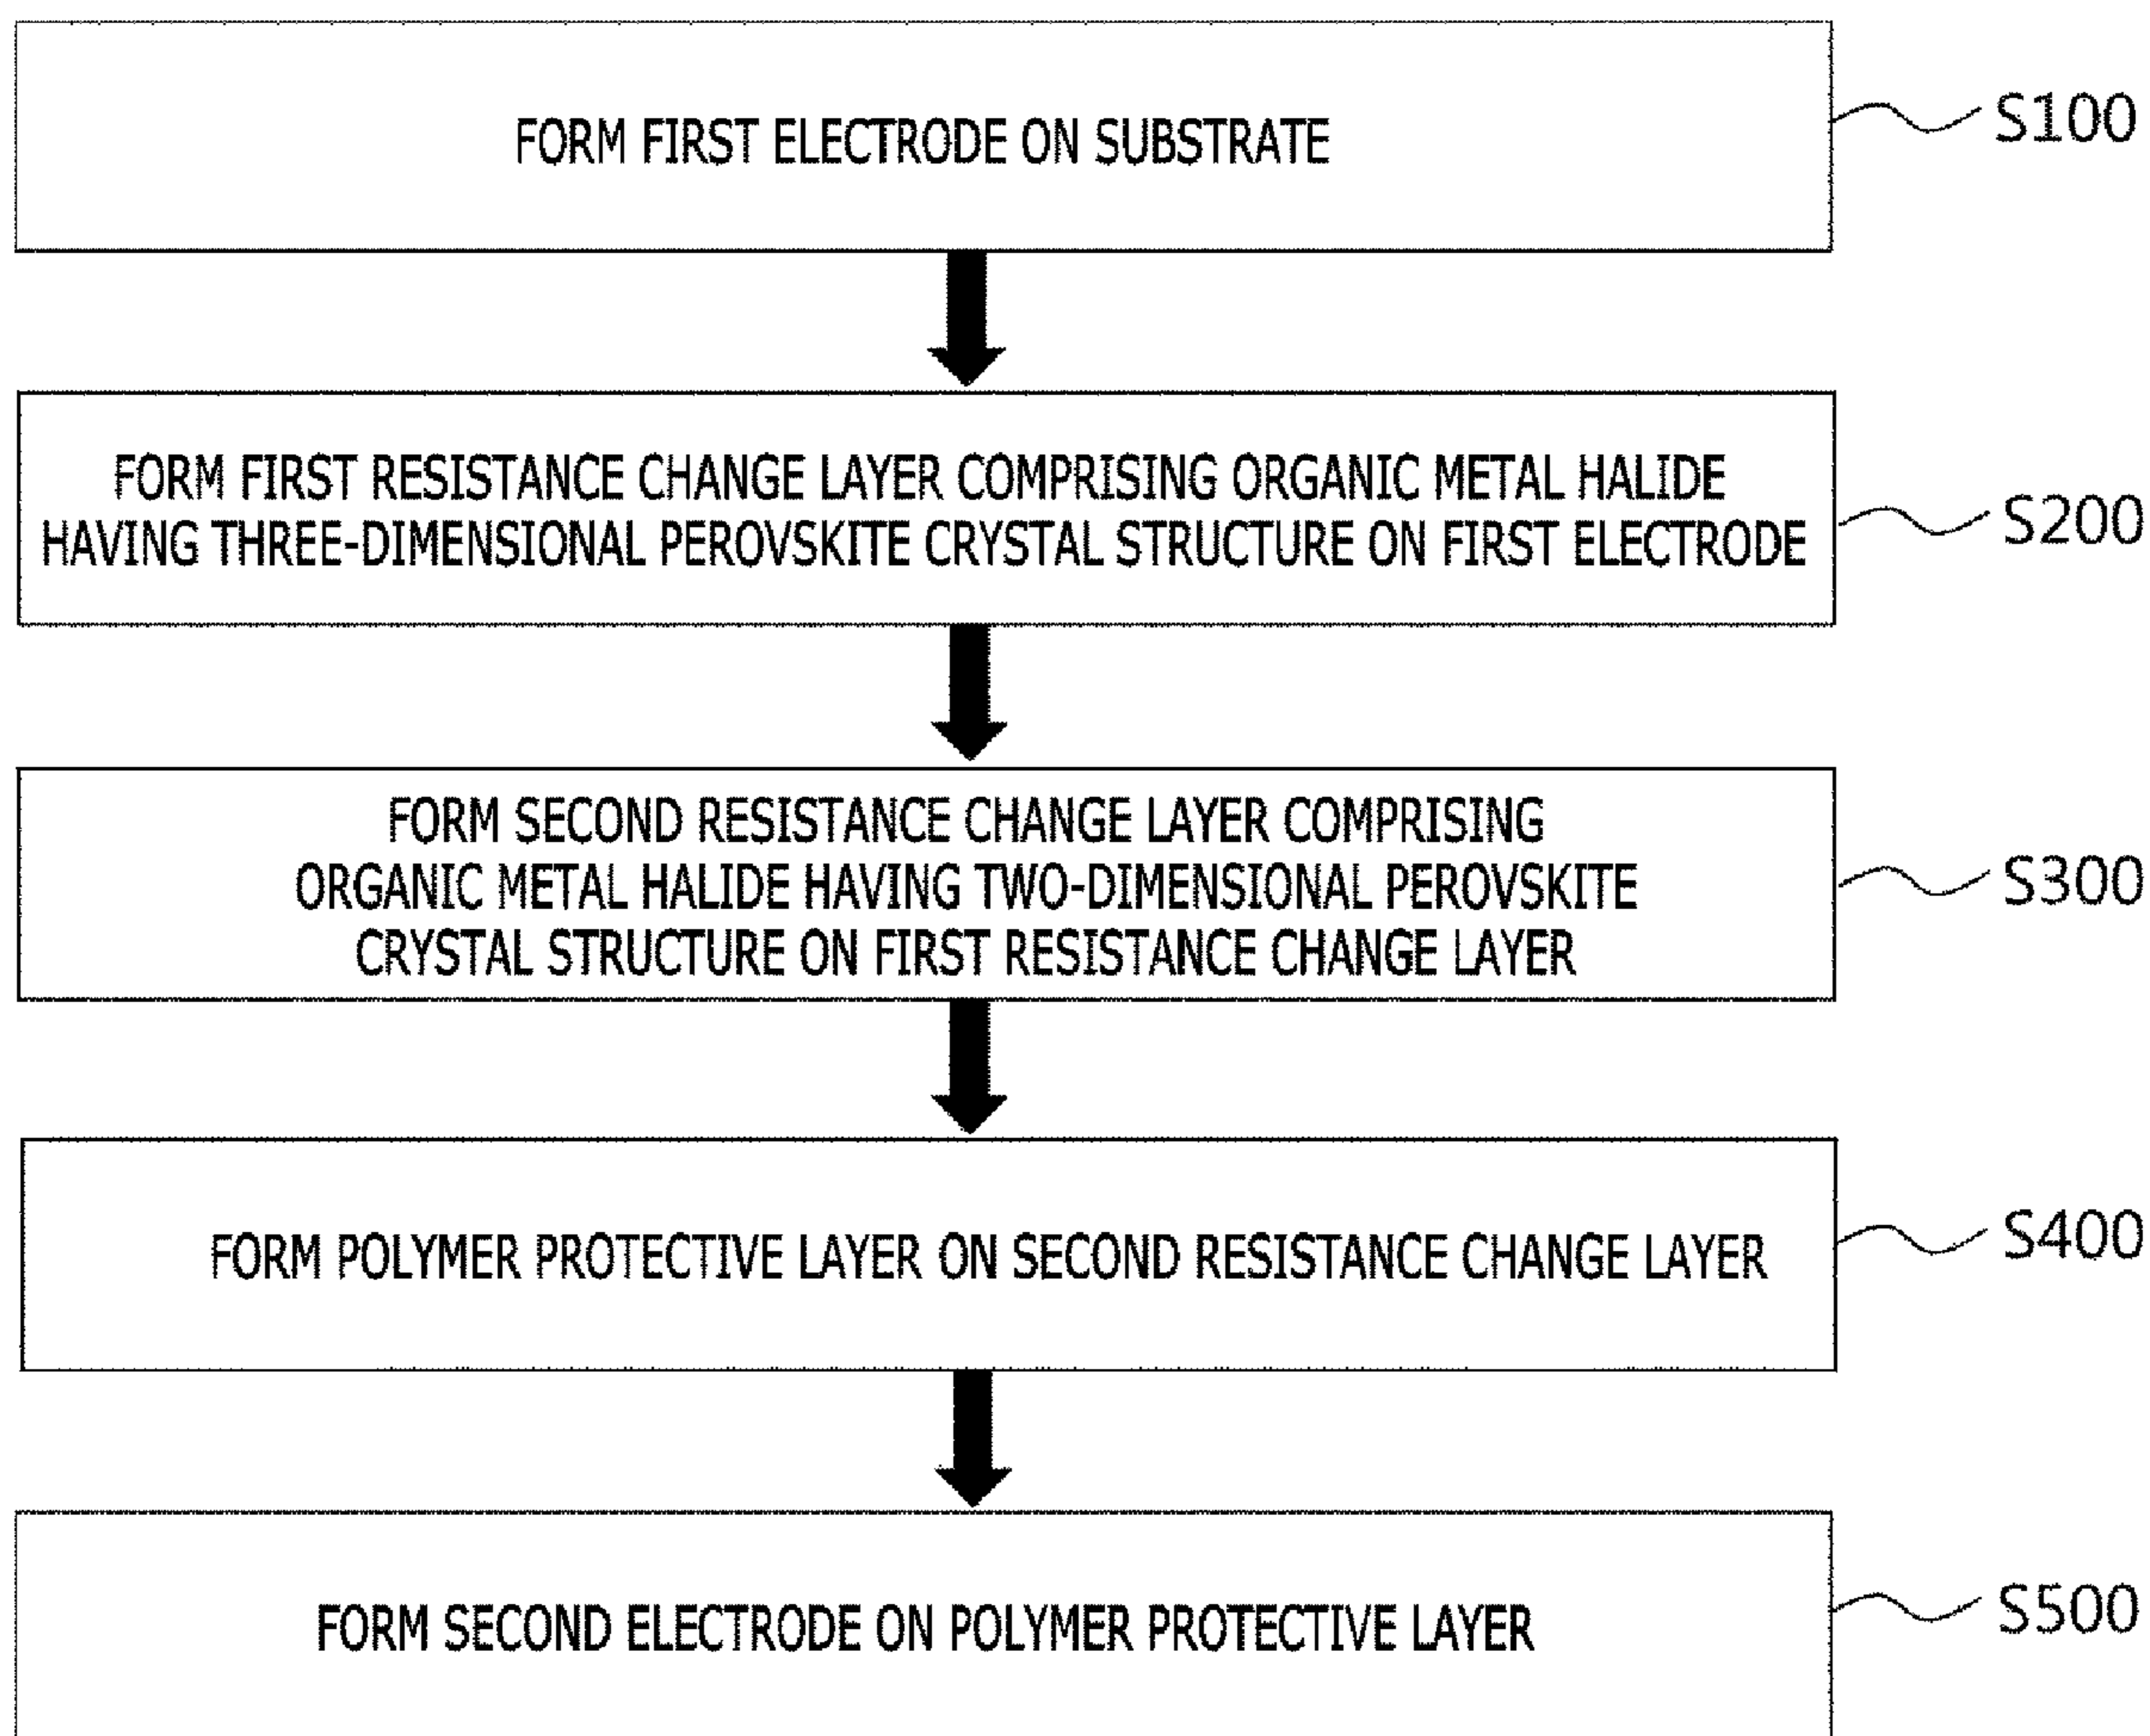 FORM FIRST ELECTRODE ON SUBSTRATE
S100
FORM FIRST RESISTANCE CHANGE LAYER COMPRISING ORGANIC METAL HALIDE
HAVING THREE-DIMENSIONAL PEROVSKITE CRYSTAL STRUCTURE ON FIRST ELECTRODE
S200
FORM SECOND RESISTANCE CHANGE LAYER COMPRISING
ORGANIC METAL HALIDE HAVING TWO-DIMENSIONAL PEROVSKITE
CRYSTAL STRUCTURE ON FIRST RESISTANCE CHANGE LAYER
S300
FORM POLYMER PROTECTIVE LAYER ON SECOND RESISTANCE CHANGE LAYER
S400
FORM SECOND ELECTRODE ON POLYMER PROTECTIVE LAYER
S500